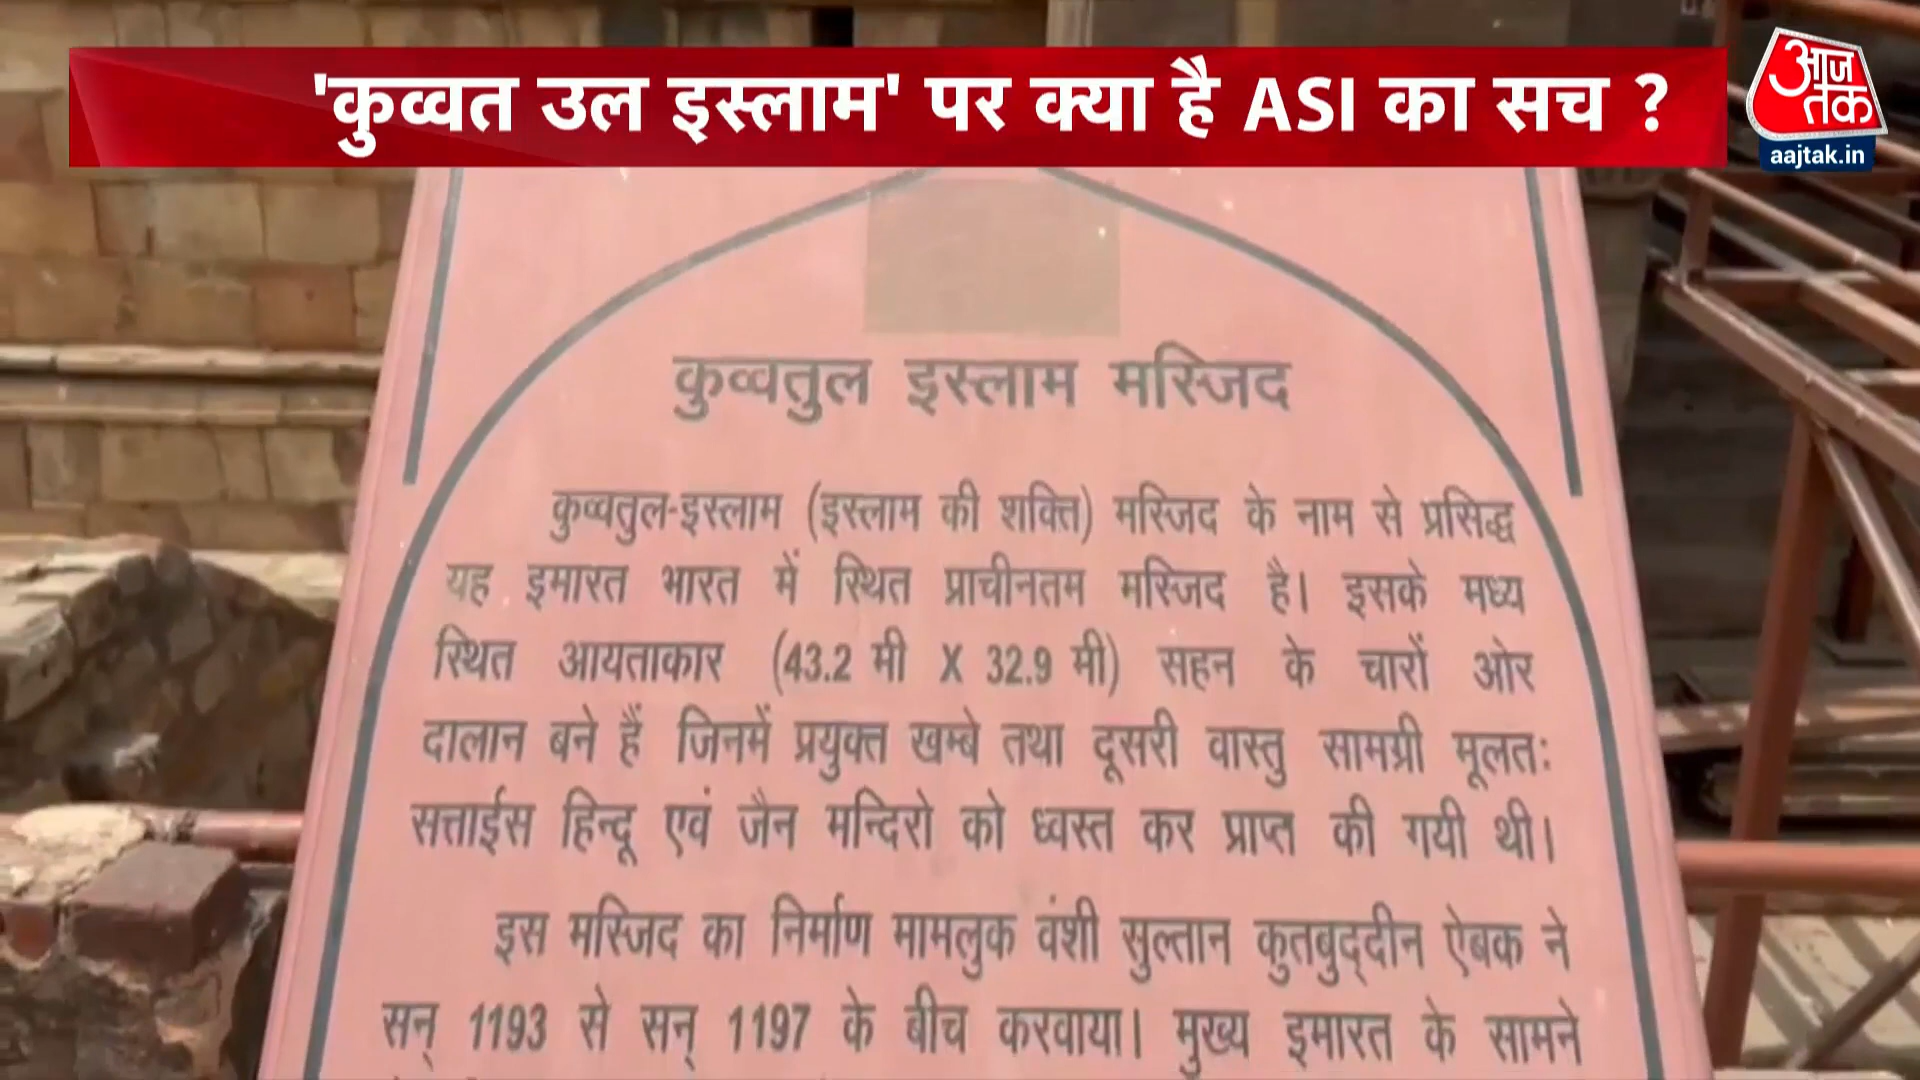 'कुव्वत उल इस्लाम' पर क्या है ASI का सच ?
आज तक
aajtak.in
कुव्वतुल इस्लाम मस्जिद
कुव्वतुल-इस्लाम (इस्लाम की शक्ति) मस्जिद के नाम से प्रसिद्ध
यह इमारत भारत में स्थित प्राचीनतम मस्जिद है। इसके मध्य
स्थित आयताकार (43.2 मी X 32.9 मी) सहन के चारों ओर
दालान बने हैं जिनमें प्रयुक्त खम्बे तथा दूसरी वास्तु सामग्री मूलतः
सत्ताईस हिन्दू एवं जैन मन्दिरो को ध्वस्त कर प्राप्त की गयी थी।
इस मस्जिद का निर्माण मामलुक वंशी सुल्तान कुतबुद्दीन ऐबक ने
सन् 1193 से सन् 1197 के बीच करवाया। मुख्य इमारत के सामने